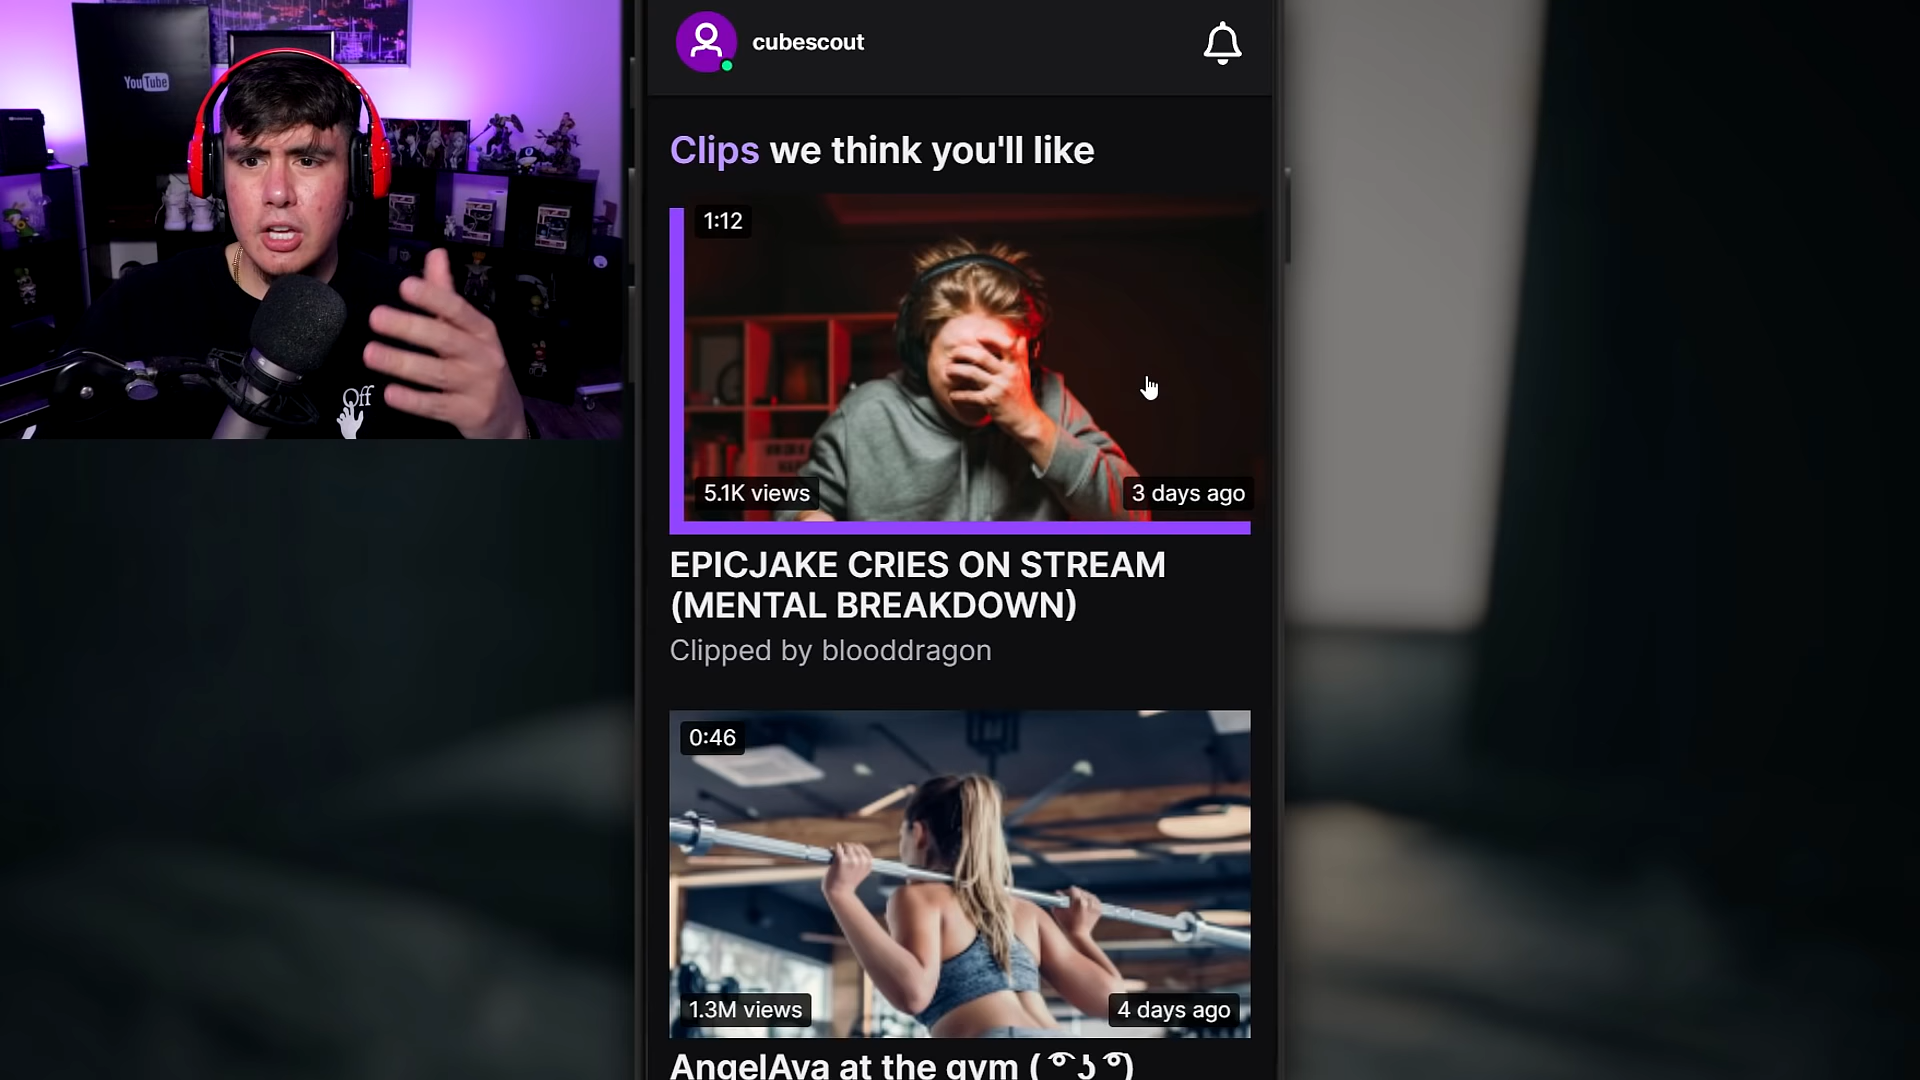 YouTube
Off
cubescout
Clips we think you'll like
1:12
5.1K views
3 days ago
EPICJAKE CRIES ON STREAM
(MENTAL BREAKDOWN)
Clipped by blooddragon
0:46
1.3M views
4 days ago
AngelAva at the gym ( ͡° ͜ʖ ͡°)